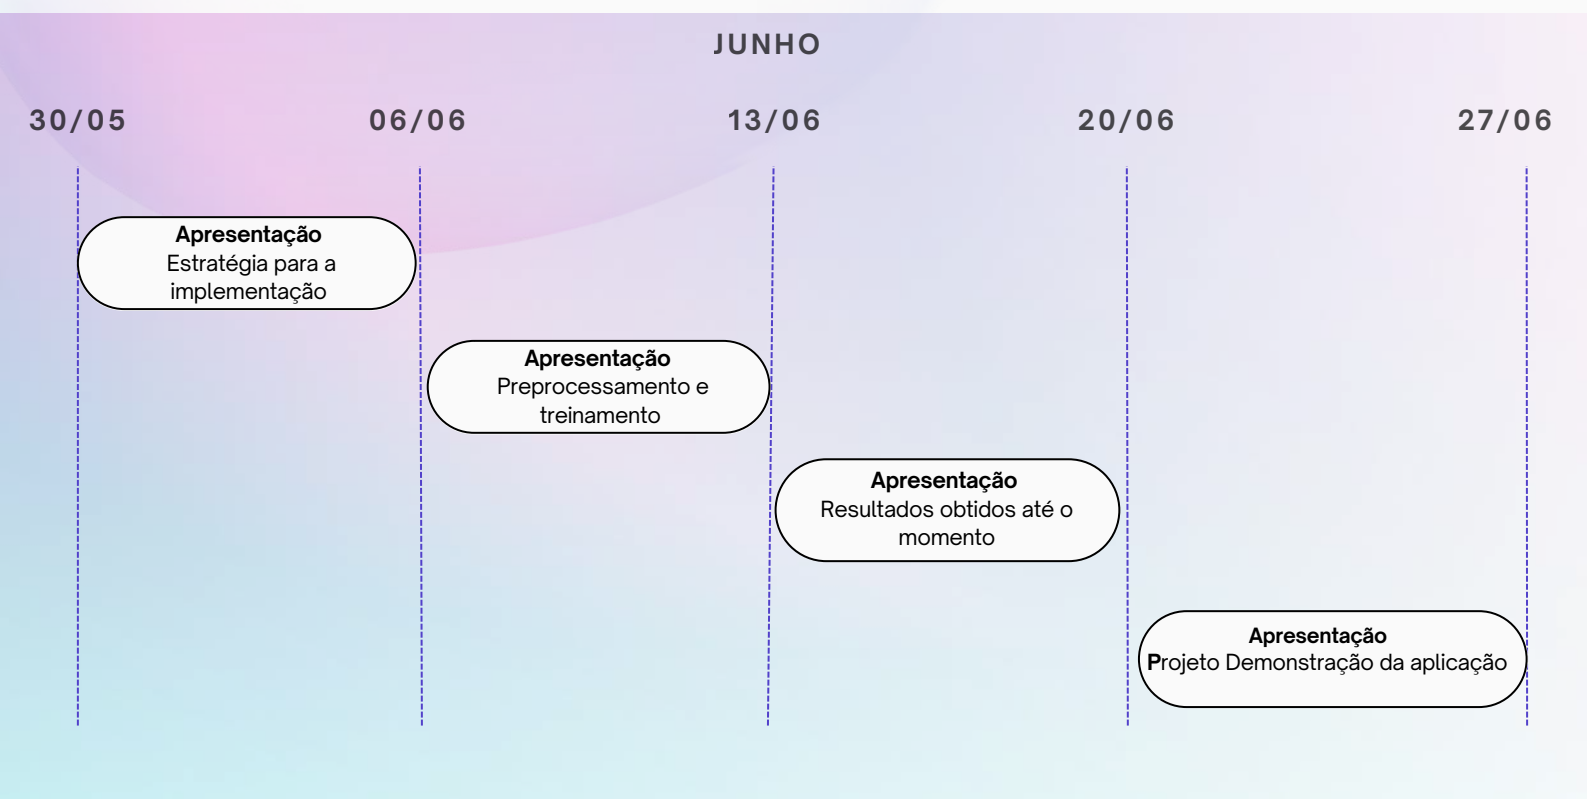 JUNHO
30/05 06/06 13/06 20/06 27/06
Apresentação
Estratégia para a
implementação
Apresentação
Preprocessamento e
treinamento
Apresentação
Resultados obtidos até o
momento
Apresentação
Projeto Demonstração da aplicação